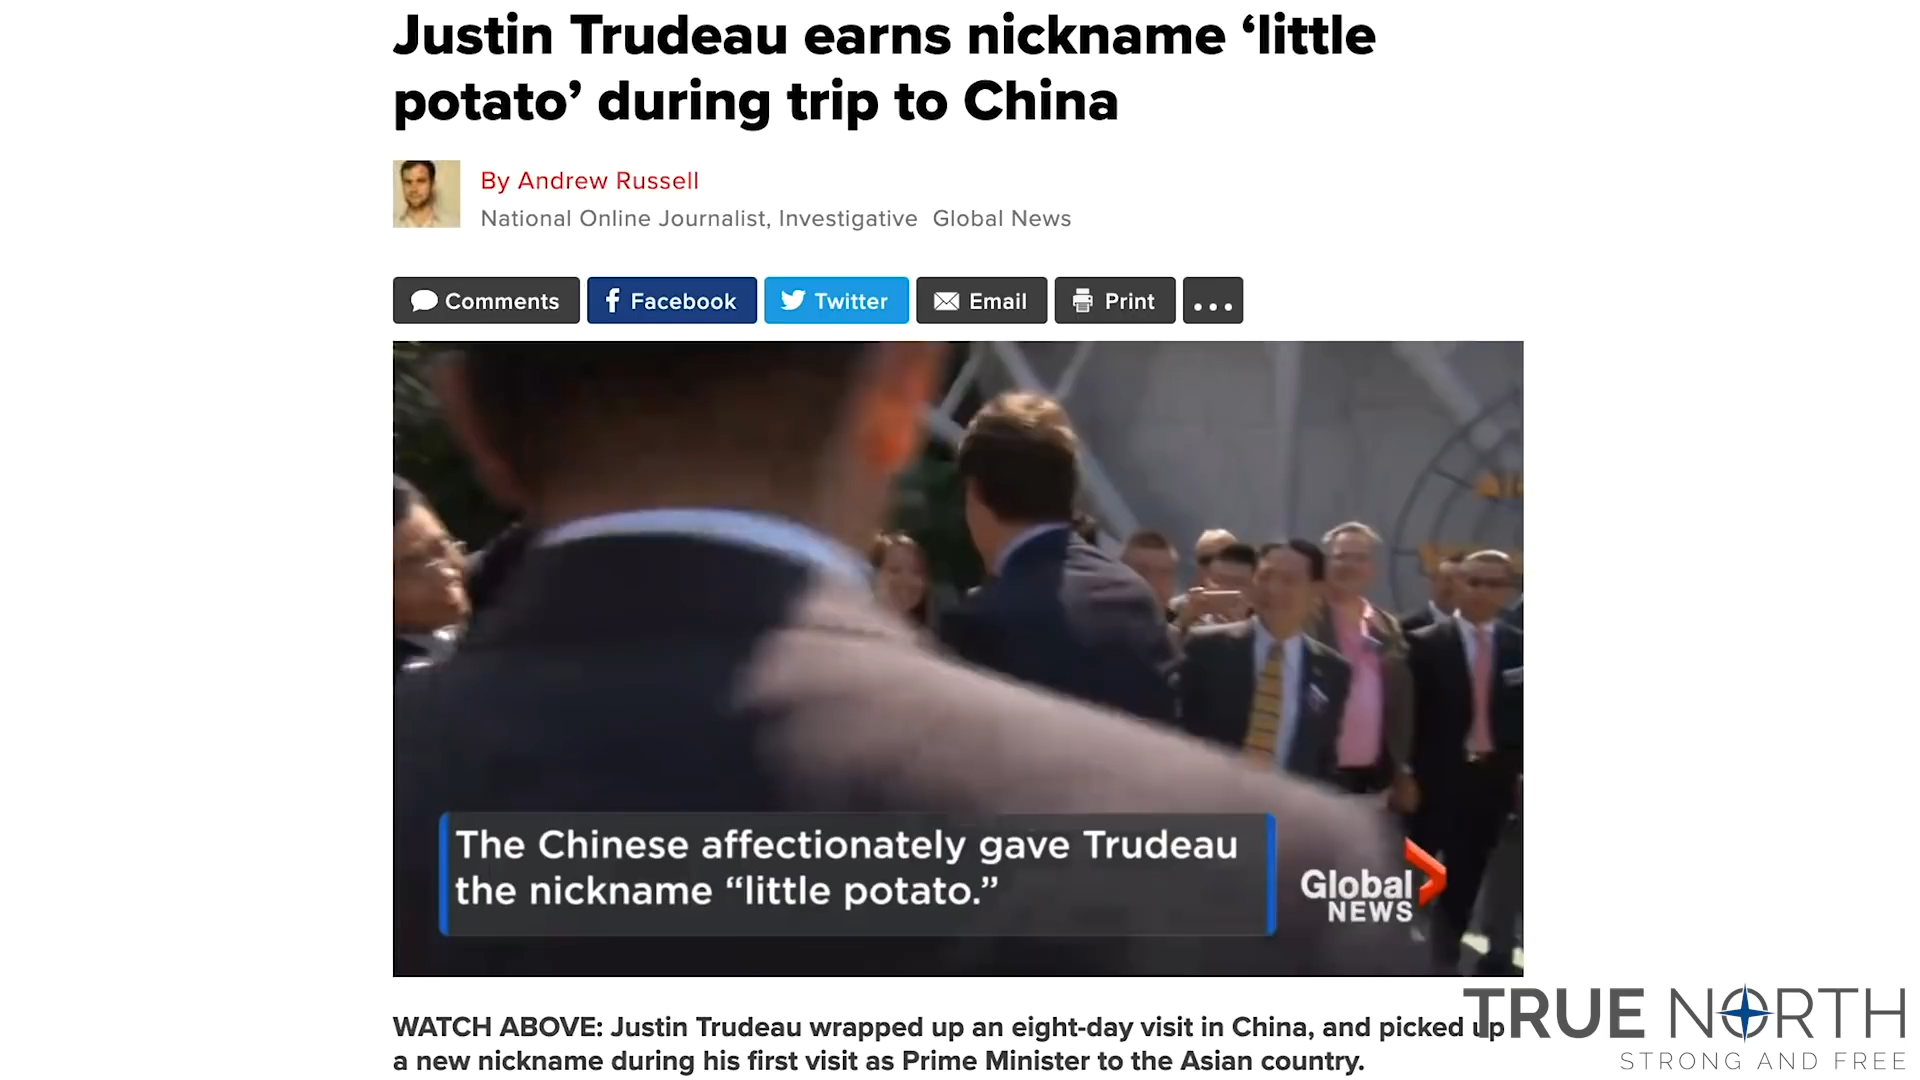 Justin Trudeau earns nickname ‘little
potato’ during trip to China
By Andrew Russell
National Online Journalist, Investigative Global News
Comments
Facebook
Twitter
Email
Print
...
The Chinese affectionately gave Trudeau
the nickname “little potato.”
Global
NEWS
WATCH ABOVE: Justin Trudeau wrapped up an eight-day visit in China, and picked up
a new nickname during his first visit as Prime Minister to the Asian country.
TRUE NORTH
STRONG AND FREE